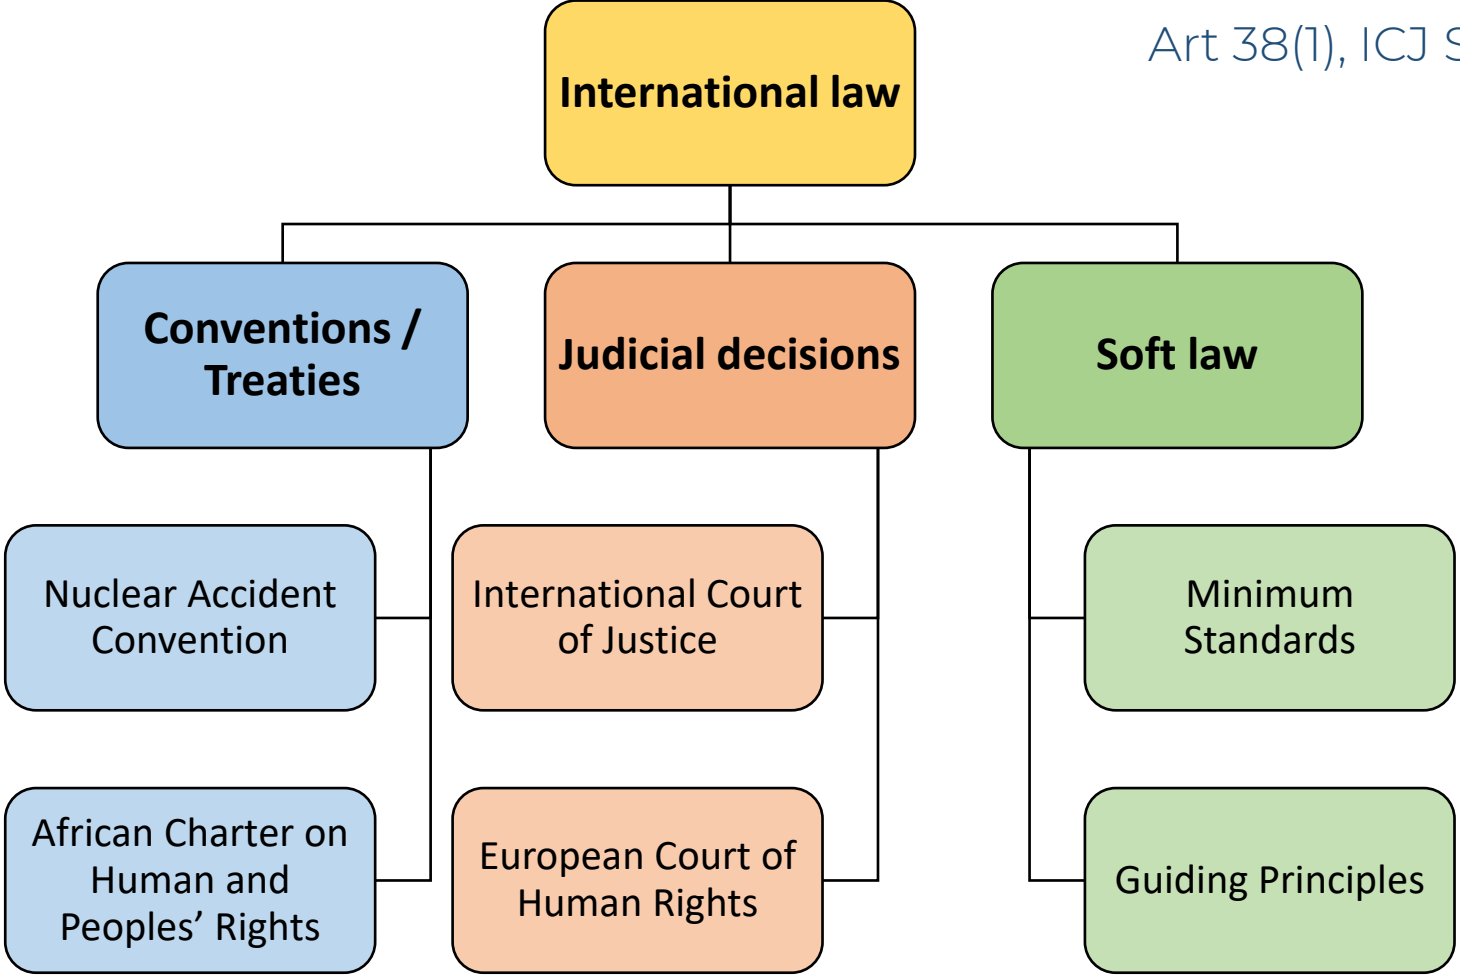 Art 38(1), ICJ S
International law
Conventions /
Treaties
Judicial decisions
Soft law
Nuclear Accident
Convention
International Court
of Justice
Minimum
Standards
African Charter on
Human and
Peoples’ Rights
European Court of
Human Rights
Guiding Principles